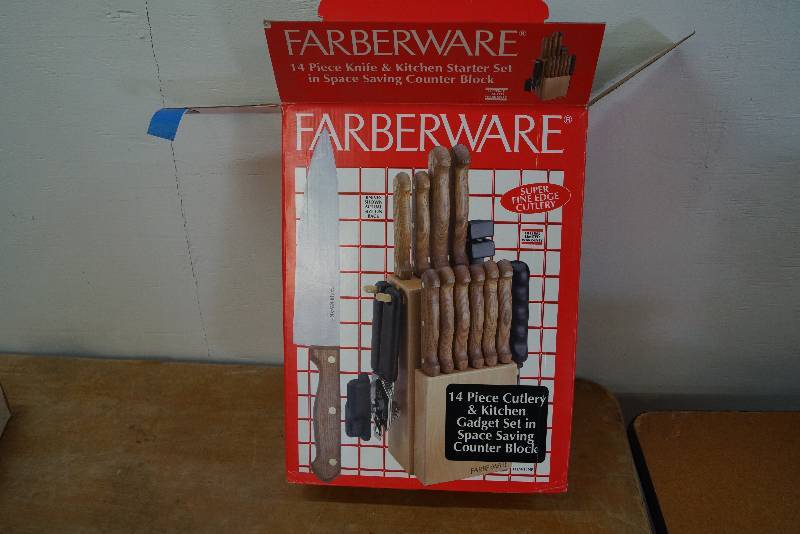 FARBERWARE®
14 Piece Knife & Kitchen Starter Set
in Space Saving Counter Block
FARBERWARE®
SUPER
FINE EDGE
CUTLERY
14 Piece Cutlery
& Kitchen
Gadget Set in
Space Saving
Counter Block
FARBERWARE